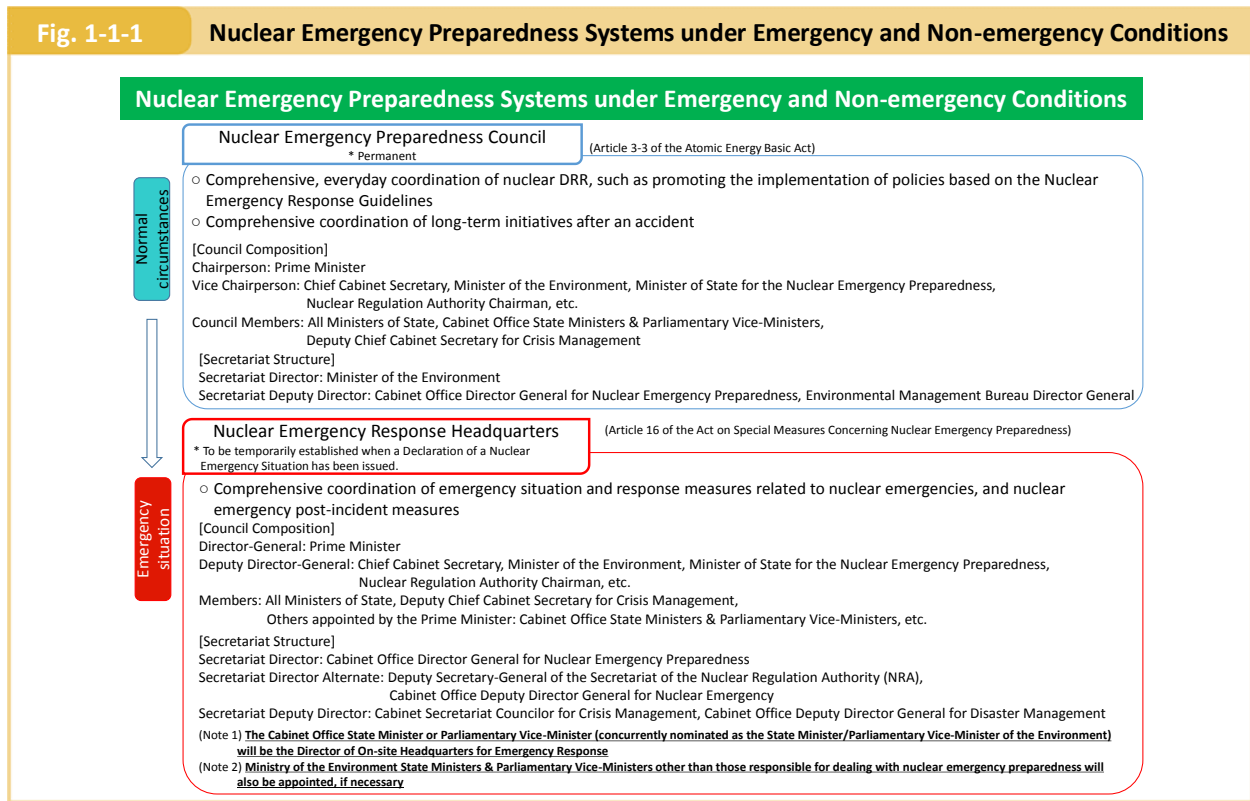 Fig. 1-1-1
Nuclear Emergency Preparedness Systems under Emergency and Non-emergency Conditions
Nuclear Emergency Preparedness Systems under Emergency and Non-emergency Conditions
Nuclear Emergency Preparedness Council
* Permanent
(Article 3-3 of the Atomic Energy Basic Act)
Normal
circumstances
○ Comprehensive, everyday coordination of nuclear DRR, such as promoting the implementation of policies based on the Nuclear
Emergency Response Guidelines
○ Comprehensive coordination of long-term initiatives after an accident
[Council Composition]
Chairperson: Prime Minister
Vice Chairperson: Chief Cabinet Secretary, Minister of the Environment, Minister of State for the Nuclear Emergency Preparedness,
Nuclear Regulation Authority Chairman, etc.
Council Members: All Ministers of State, Cabinet Office State Ministers & Parliamentary Vice-Ministers,
Deputy Chief Cabinet Secretary for Crisis Management
[Secretariat Structure]
Secretariat Director: Minister of the Environment
Secretariat Deputy Director: Cabinet Office Director General for Nuclear Emergency Preparedness, Environmental Management Bureau Director General
Nuclear Emergency Response Headquarters
* To be temporarily established when a Declaration of a Nuclear
Emergency Situation has been issued.
(Article 16 of the Act on Special Measures Concerning Nuclear Emergency Preparedness)
Emergency
situation
○ Comprehensive coordination of emergency situation and response measures related to nuclear emergencies, and nuclear
emergency post-incident measures
[Council Composition]
Director-General: Prime Minister
Deputy Director-General: Chief Cabinet Secretary, Minister of the Environment, Minister of State for the Nuclear Emergency Preparedness,
Nuclear Regulation Authority Chairman, etc.
Members: All Ministers of State, Deputy Chief Cabinet Secretary for Crisis Management,
Others appointed by the Prime Minister: Cabinet Office State Ministers & Parliamentary Vice-Ministers, etc.
[Secretariat Structure]
Secretariat Director: Cabinet Office Director General for Nuclear Emergency Preparedness
Secretariat Director Alternate: Deputy Secretary-General of the Secretariat of the Nuclear Regulation Authority (NRA),
Cabinet Office Deputy Director General for Nuclear Emergency
Secretariat Deputy Director: Cabinet Secretariat Councilor for Crisis Management, Cabinet Office Deputy Director General for Disaster Management
(Note 1) The Cabinet Office State Minister or Parliamentary Vice-Minister (concurrently nominated as the State Minister/Parliamentary Vice-Minister of the Environment)
will be the Director of On-site Headquarters for Emergency Response
(Note 2) Ministry of the Environment State Ministers & Parliamentary Vice-Ministers other than those responsible for dealing with nuclear emergency preparedness will
also be appointed, if necessary